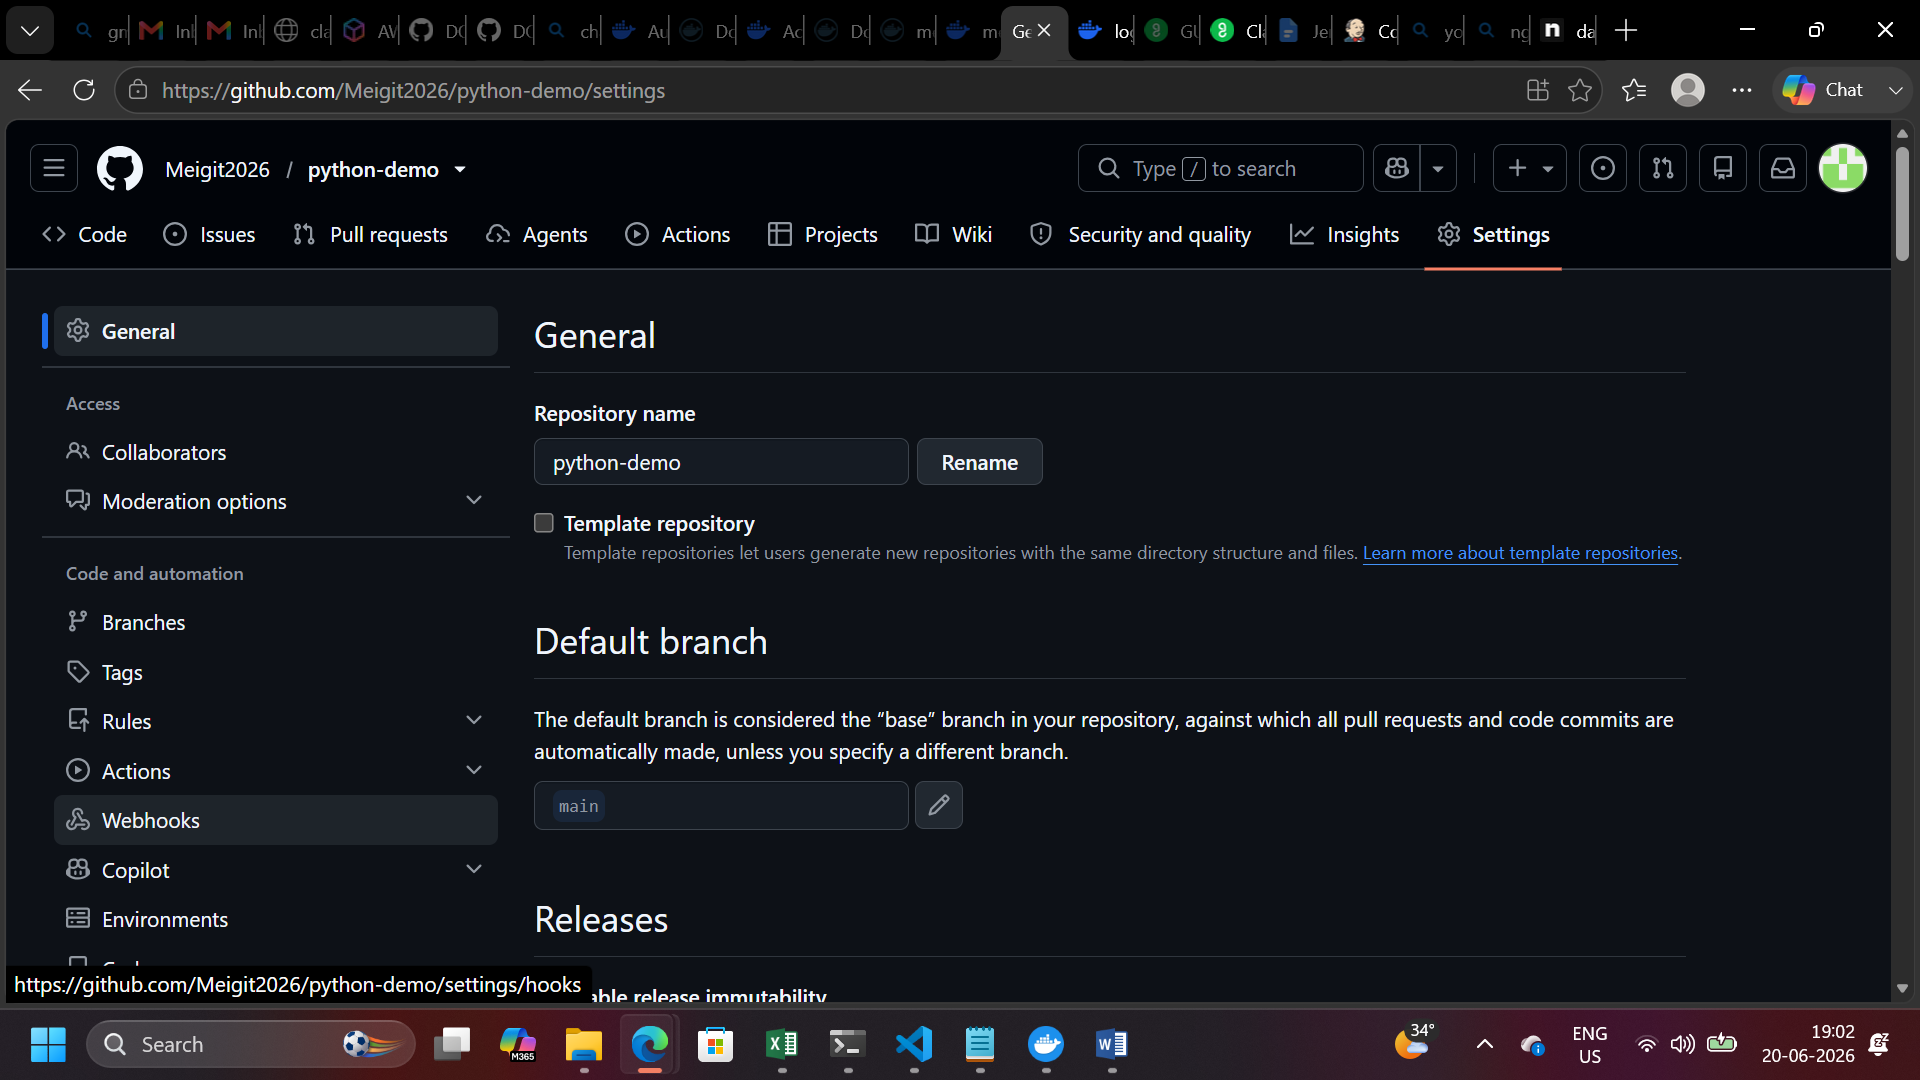 https://github.com/Meigit2026/python-demo/settings
Chat
Meigit2026 / python-demo
Type / to search
Code
Issues
Pull requests
Agents
Actions
Projects
Wiki
Security and quality
Insights
Settings
General
Access
Collaborators
Moderation options
Code and automation
Branches
Tags
Rules
Actions
Webhooks
Copilot
Environments
General
Repository name
python-demo
Rename
Template repository
Template repositories let users generate new repositories with the same directory structure and files. Learn more about template repositories.
Default branch
The default branch is considered the “base” branch in your repository, against which all pull requests and code commits are
automatically made, unless you specify a different branch.
main
Releases
release immutability
https://github.com/Meigit2026/python-demo/settings/hooks
Search
M365
34°
ENG
US
19:02
20-06-2026